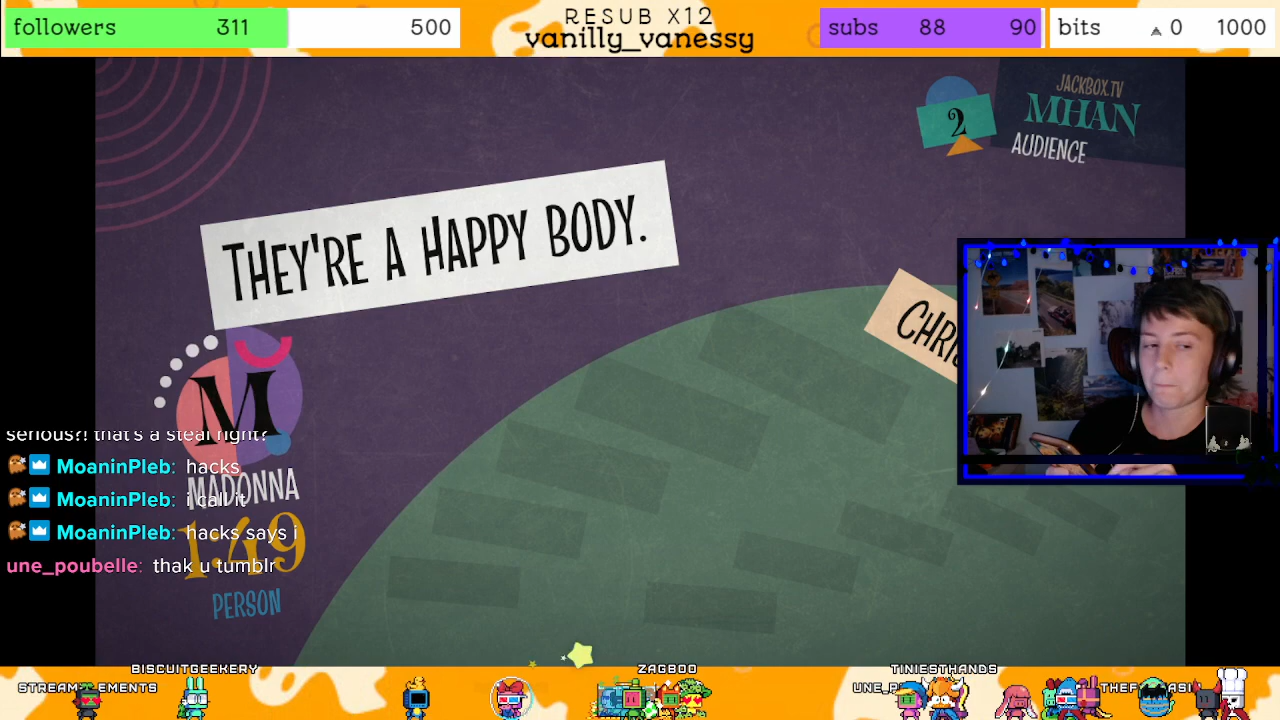 followers 311 500
RESUB X12
vanilly_vanessy
subs 88 90
bits 0 1000
JACKBOX.TV
MHAN
AUDIENCE
2
THEY'RE A HAPPY BODY.
M
MADONNA
1:49
PERSON
serious?! that's a steal right?
MoaninPleb: hacks
MoaninPleb: i call it
MoaninPleb: hacks says i
une_poubelle: thak u tumblr
BISCUITGEEKERY
ZAGBOO
TINIESTHANDS